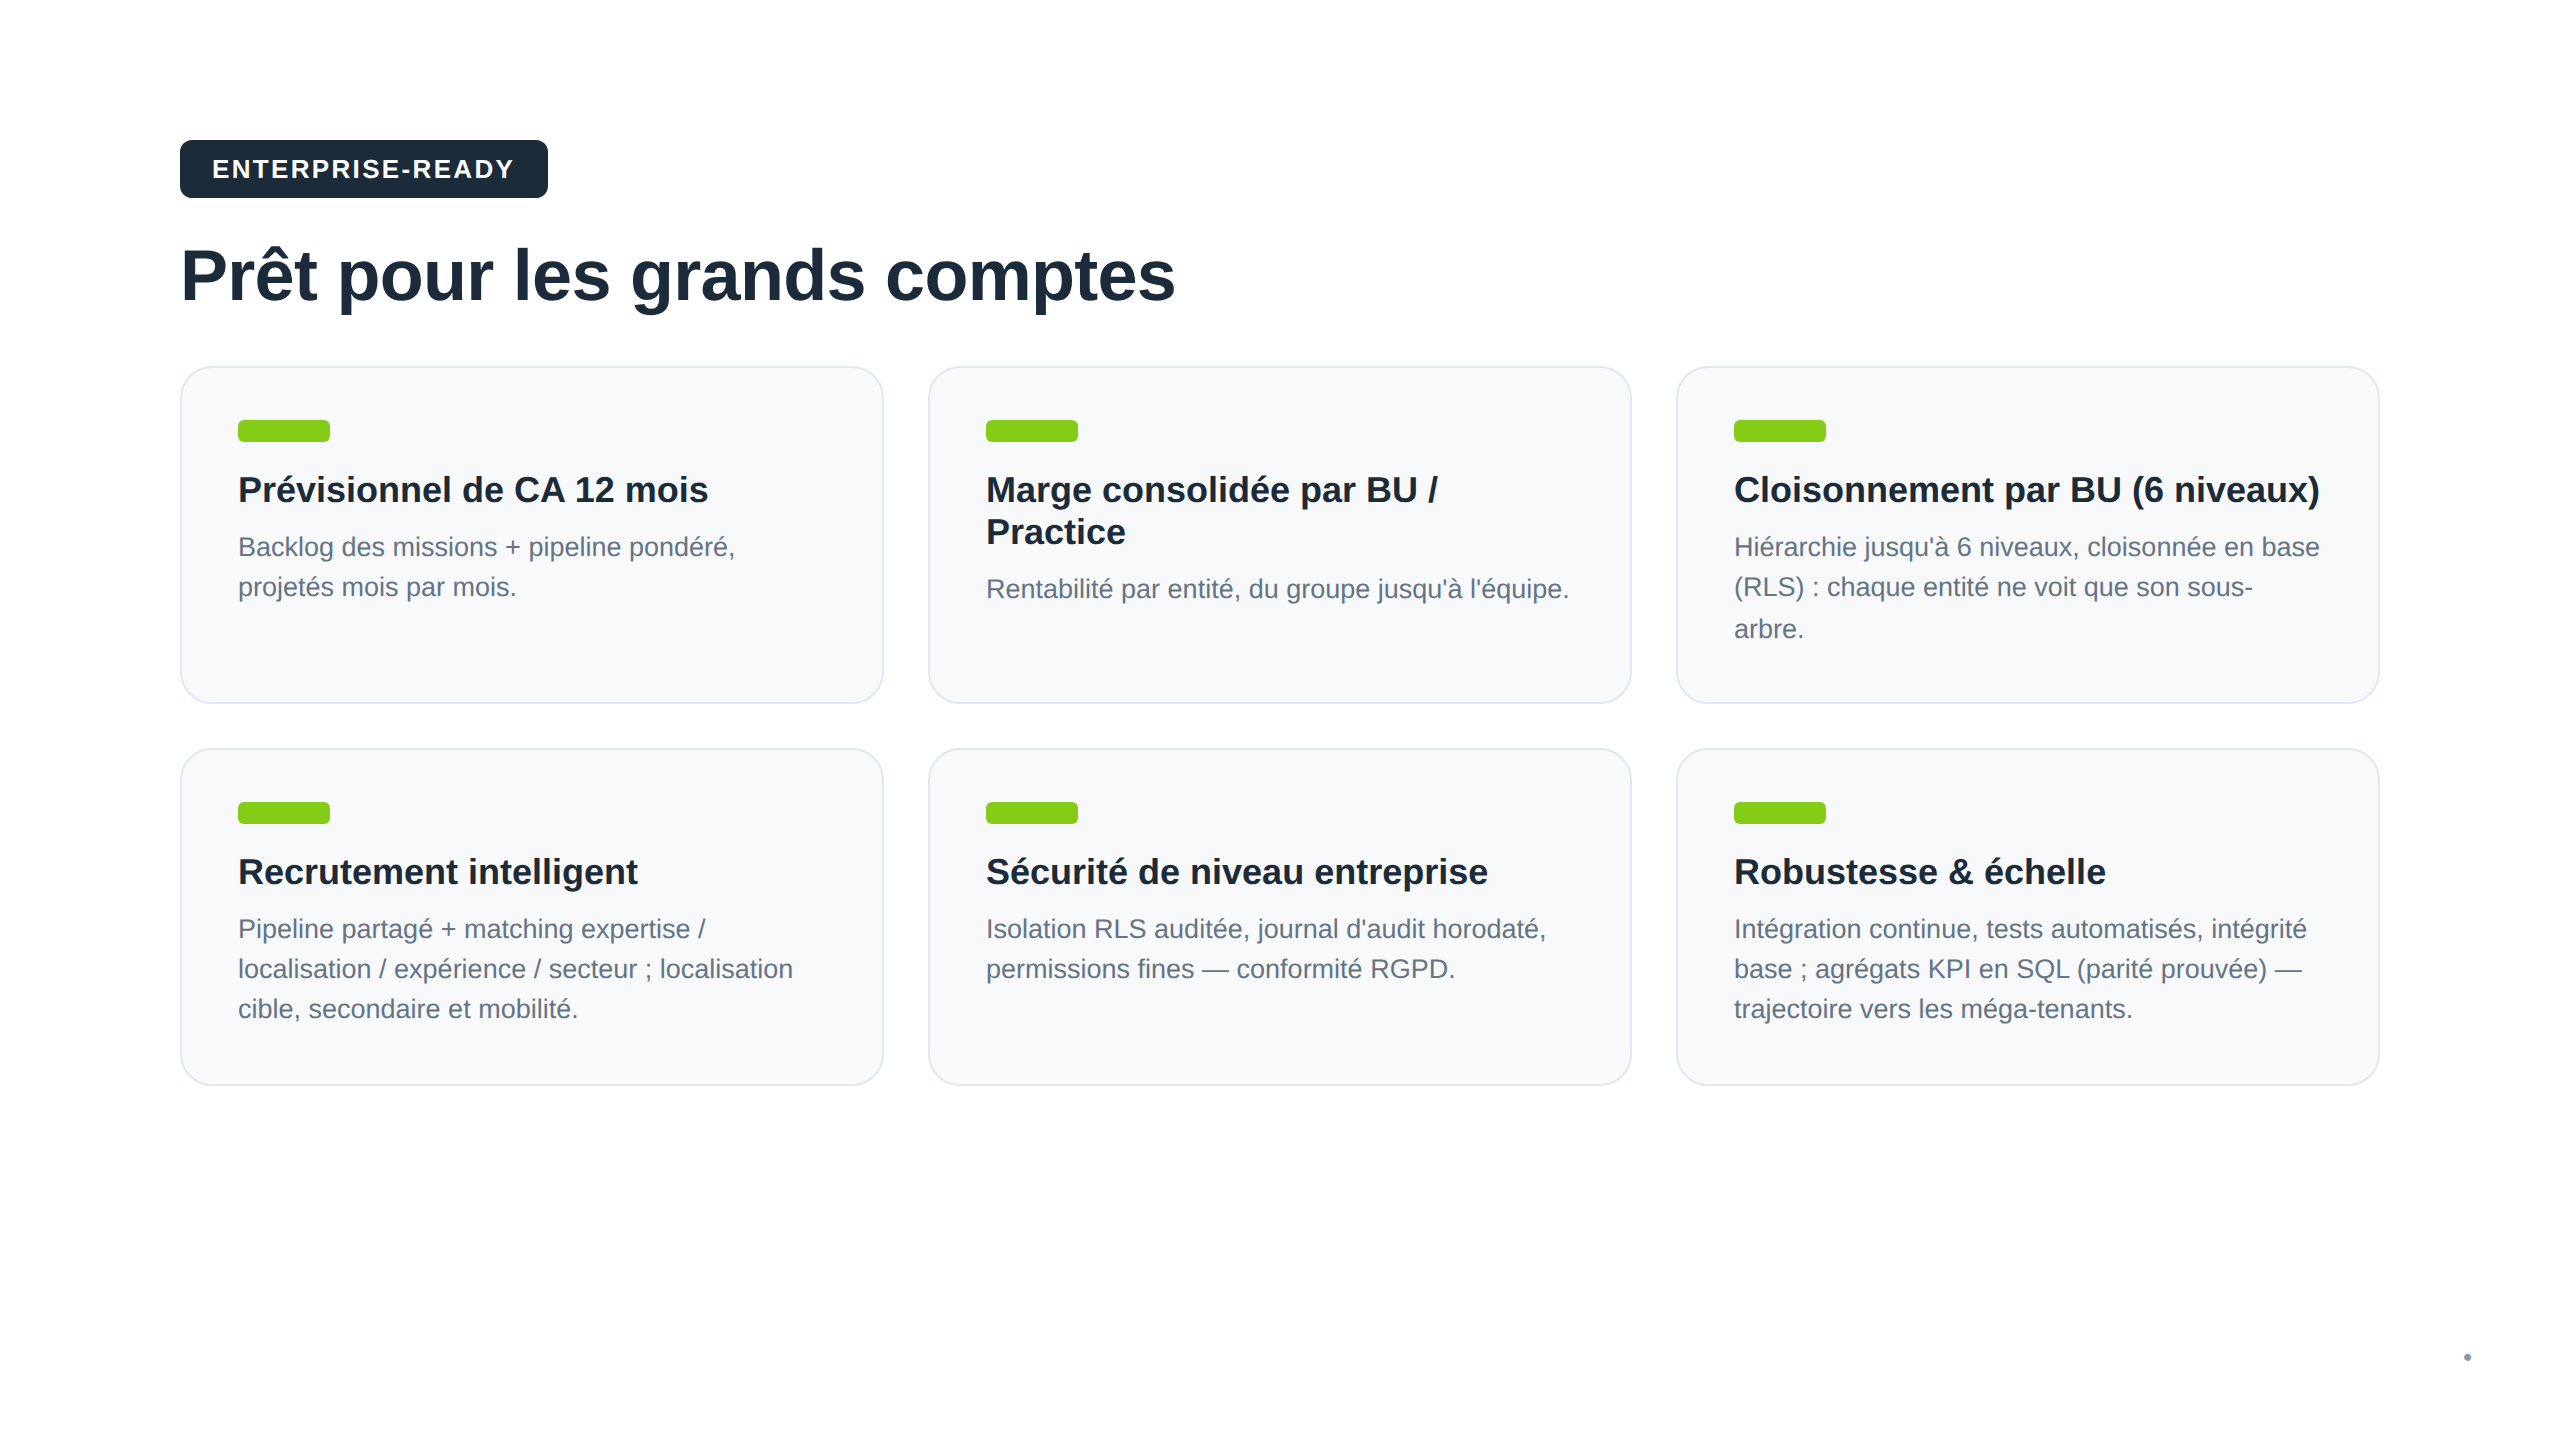 ENTERPRISE-READY
Prêt pour les grands comptes
Prévisionnel de CA 12 mois
Backlog des missions + pipeline pondéré,
projetés mois par mois.
Marge consolidée par BU /
Practice
Rentabilité par entité, du groupe jusqu'à l'équipe.
Cloisonnement par BU (6 niveaux)
Hiérarchie jusqu'à 6 niveaux, cloisonnée en base
(RLS) : chaque entité ne voit que son sous-
arbre.
Recrutement intelligent
Pipeline partagé + matching expertise /
localisation / expérience / secteur ; localisation
cible, secondaire et mobilité.
Sécurité de niveau entreprise
Isolation RLS auditée, journal d'audit horodaté,
permissions fines — conformité RGPD.
Robustesse & échelle
Intégration continue, tests automatisés, intégrité
base ; agrégats KPI en SQL (parité prouvée) —
trajectoire vers les méga-tenants.
•